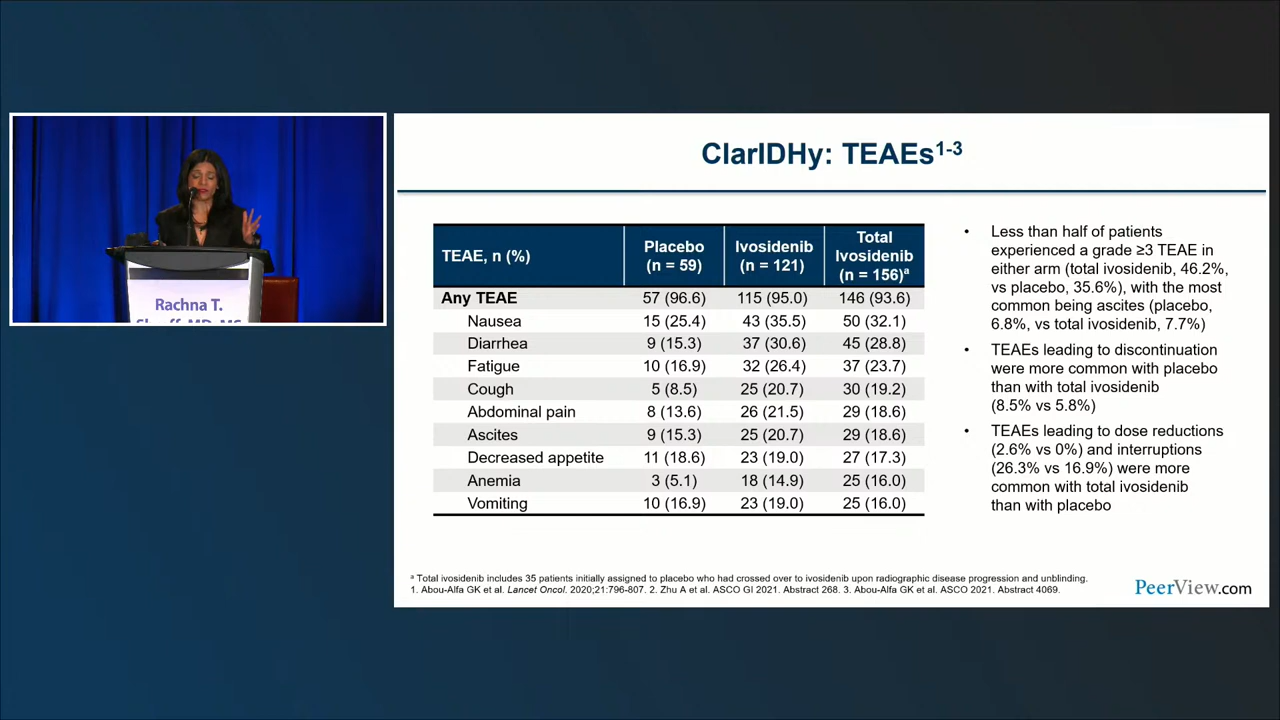 ClarIDHy: TEAEs1-3
TEAE, n (%)
Placebo
(n = 59)
Ivosidenib
(n = 121)
Total
Ivosidenib
(n = 156)a
Any TEAE 57 (96.6) 115 (95.0) 146 (93.6)
Nausea 15 (25.4) 43 (35.5) 50 (32.1)
Diarrhea 9 (15.3) 37 (30.6) 45 (28.8)
Fatigue 10 (16.9) 32 (26.4) 37 (23.7)
Cough 5 (8.5) 25 (20.7) 30 (19.2)
Abdominal pain 8 (13.6) 26 (21.5) 29 (18.6)
Ascites 9 (15.3) 25 (20.7) 29 (18.6)
Decreased appetite 11 (18.6) 23 (19.0) 27 (17.3)
Anemia 3 (5.1) 18 (14.9) 25 (16.0)
Vomiting 10 (16.9) 23 (19.0) 25 (16.0)
• Less than half of patients
experienced a grade ≥3 TEAE in
either arm (total ivosidenib, 46.2%,
vs placebo, 35.6%), with the most
common being ascites (placebo,
6.8%, vs total ivosidenib, 7.7%)
• TEAEs leading to discontinuation
were more common with placebo
than with total ivosidenib
(8.5% vs 5.8%)
• TEAEs leading to dose reductions
(2.6% vs 0%) and interruptions
(26.3% vs 16.9%) were more
common with total ivosidenib
than with placebo
a Total ivosidenib includes 35 patients initially assigned to placebo who had crossed over to ivosidenib upon radiographic disease progression and unblinding.
1. Abou-Alfa GK et al. Lancet Oncol. 2020;21:796-807. 2. Zhu A et al. ASCO GI 2021. Abstract 268. 3. Abou-Alfa GK et al. ASCO 2021. Abstract 4069.
PeerView.com
Rachna T.